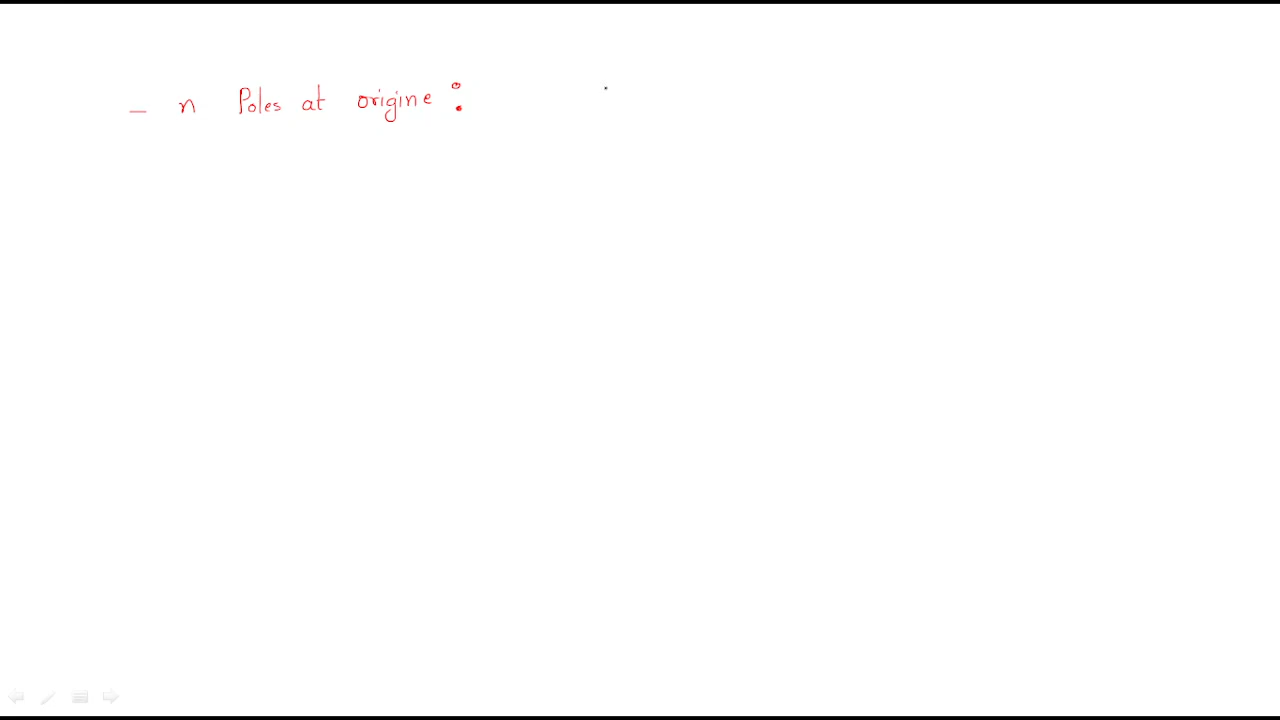 – n Poles at origine :